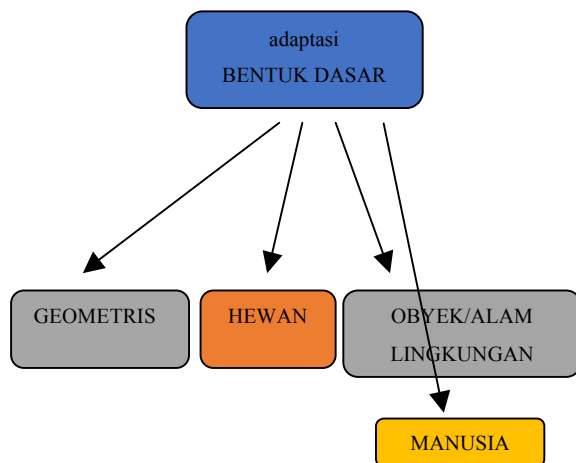 adaptasi
BENTUK DASAR
GEOMETRIS
HEWAN
OBYEK/ALAM
LINGKUNGAN
MANUSIA